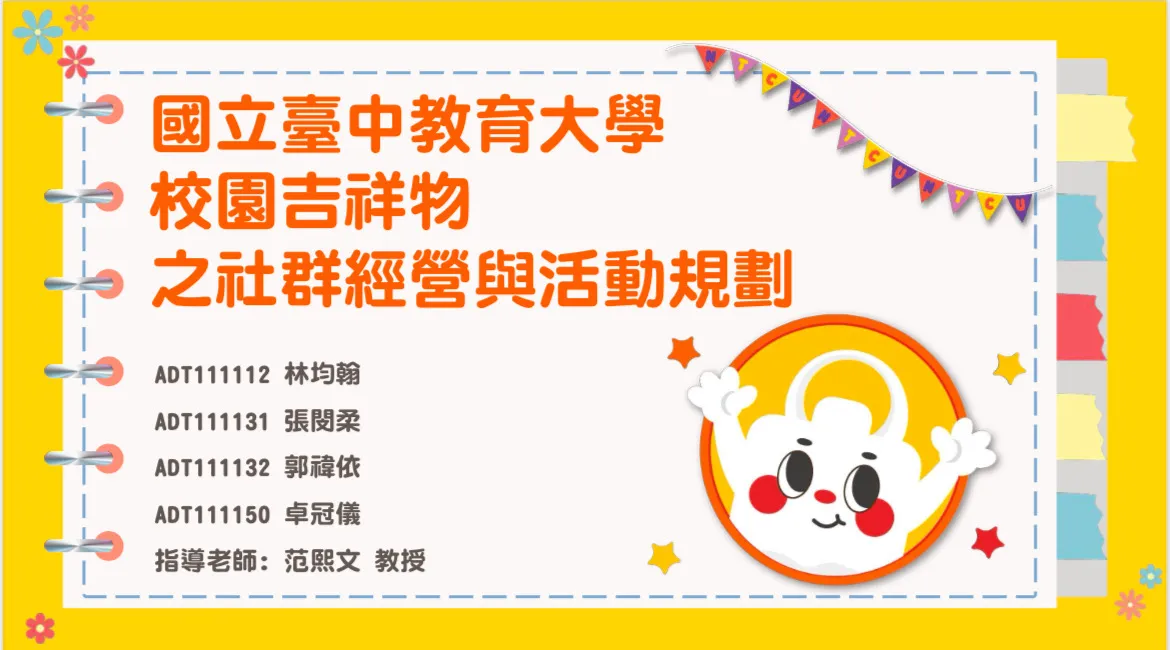 NTCUNTCUNTCU
國立臺中教育大學
校園吉祥物
之社群經營與活動規劃
ADT111112 林均翰
ADT111131 張閔柔
ADT111132 郭禕依
ADT111150 卓冠儀
指導老師: 范熙文 教授